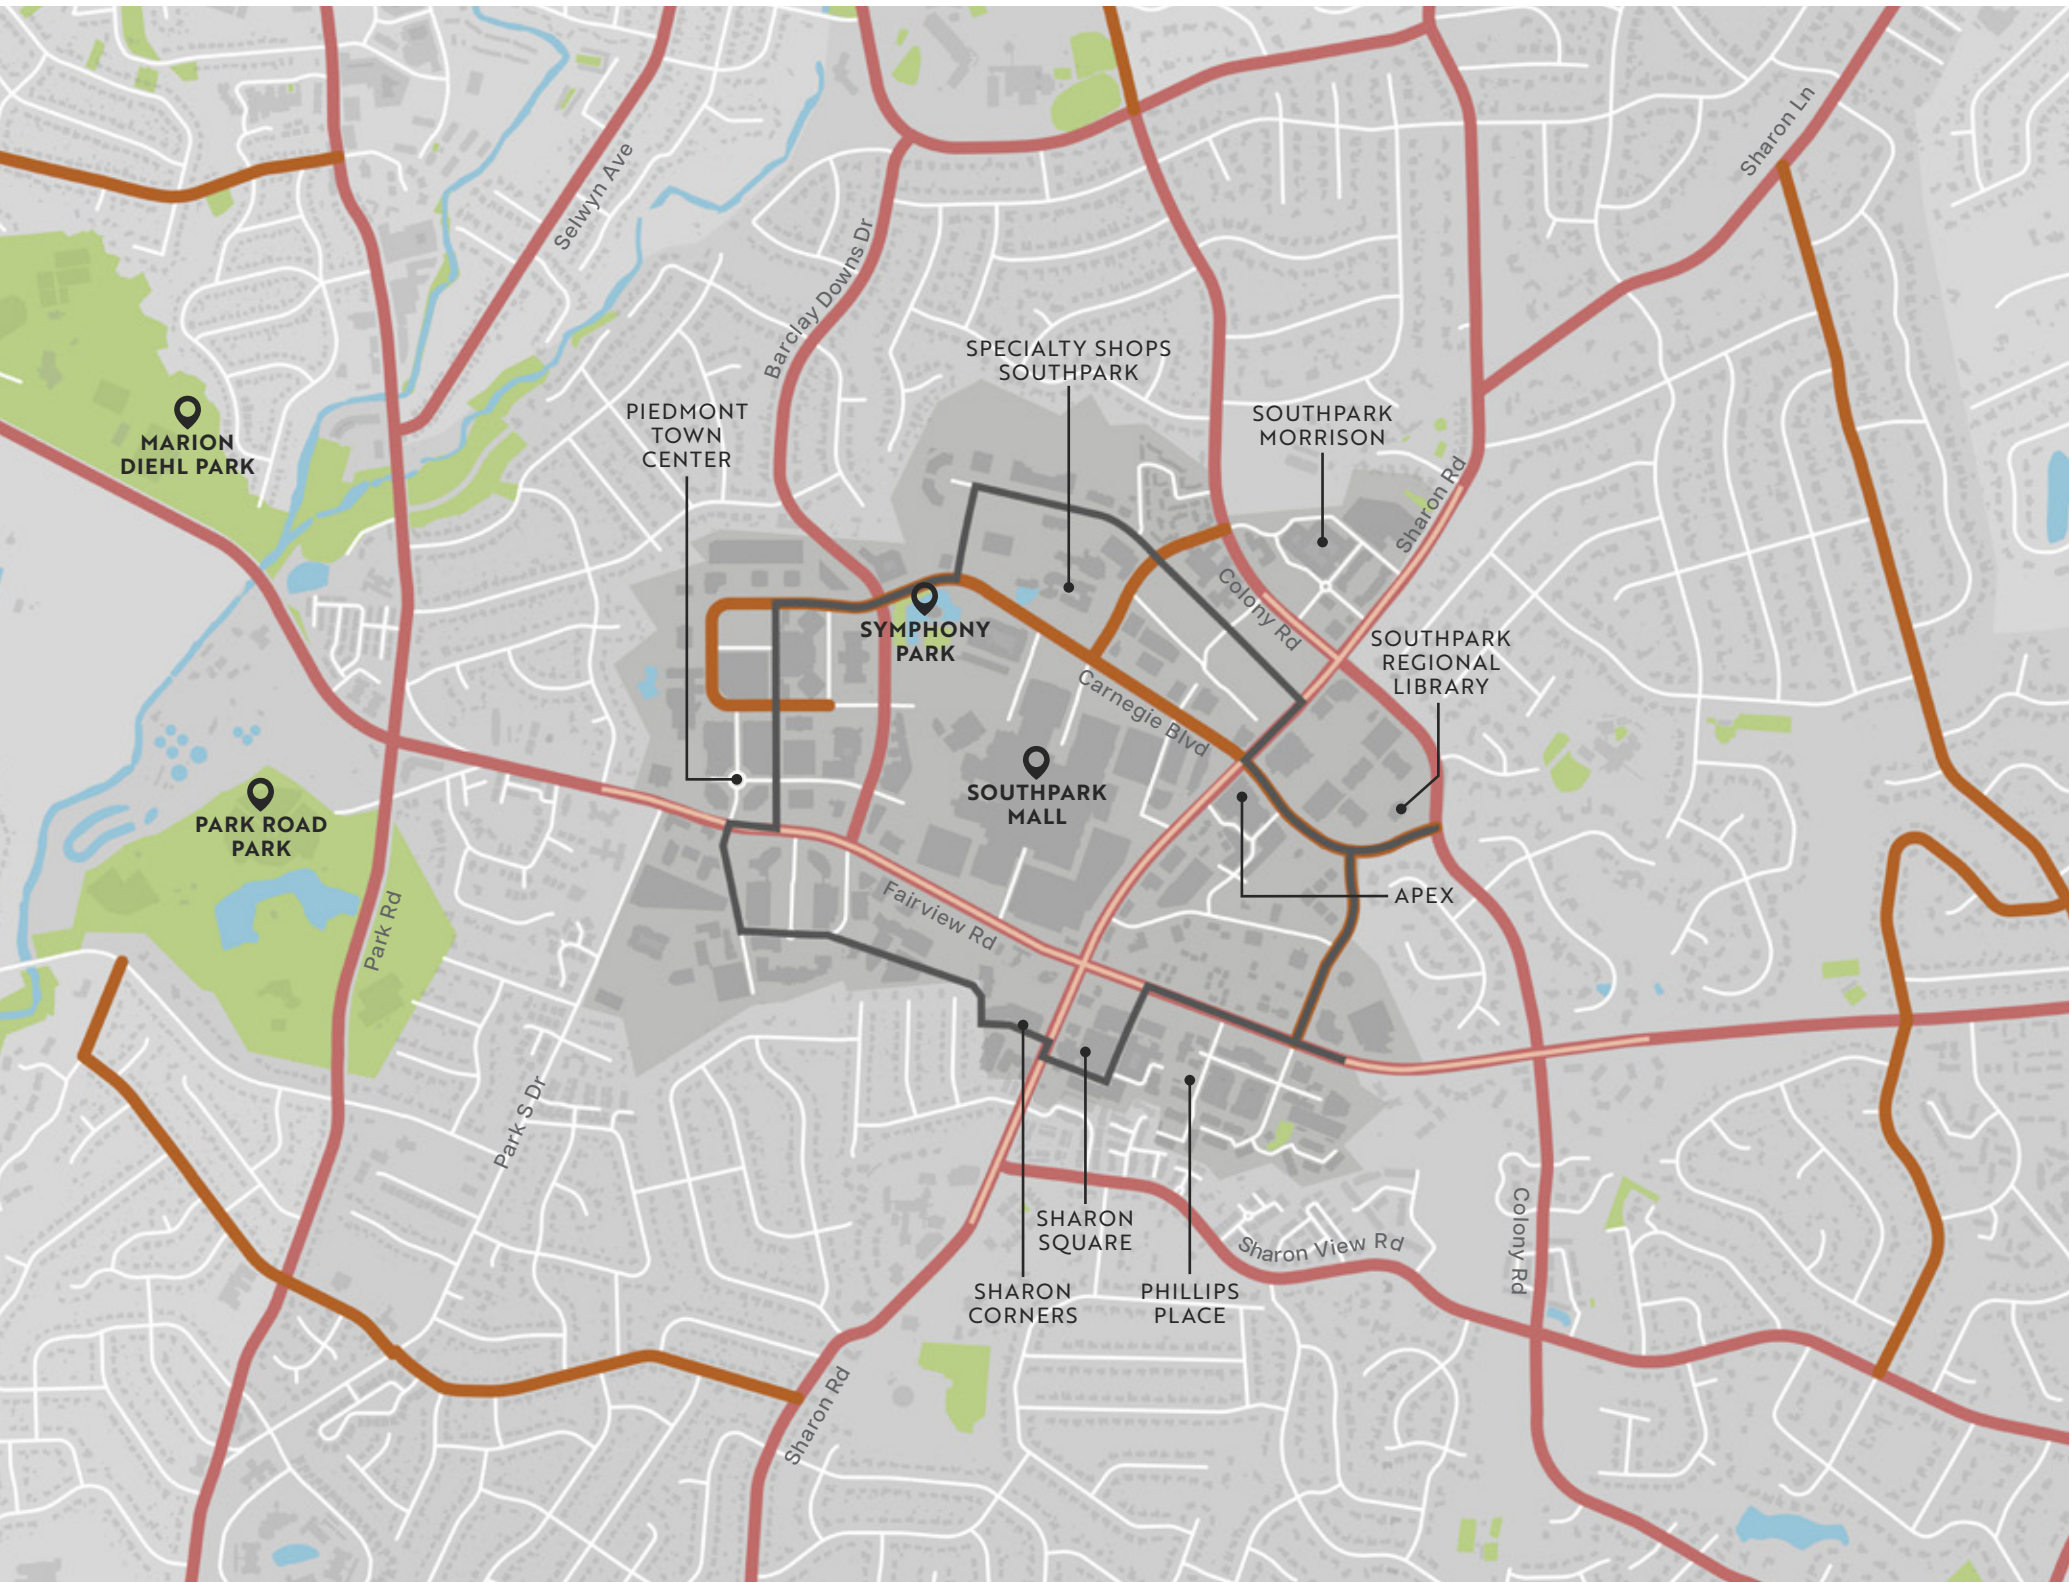 Sharon Ln
Selwyn Ave
Barclay Downs Dr
SPECIALTY SHOPS
SOUTHPARK
PIEDMONT
TOWN
CENTER
SOUTHPARK
MORRISON
MARION
DIEHL PARK
Sharon Rd
Colony Rd
SYMPHONY
PARK
SOUTHPARK
REGIONAL
LIBRARY
Carnegie Blvd
SOUTHPARK
MALL
PARK ROAD
PARK
APEX
Fairview Rd
Park Rd
Park S Dr
SHARON
SQUARE
Sharon View Rd
Colony Rd
SHARON
CORNERS
PHILLIPS
PLACE
Sharon Rd